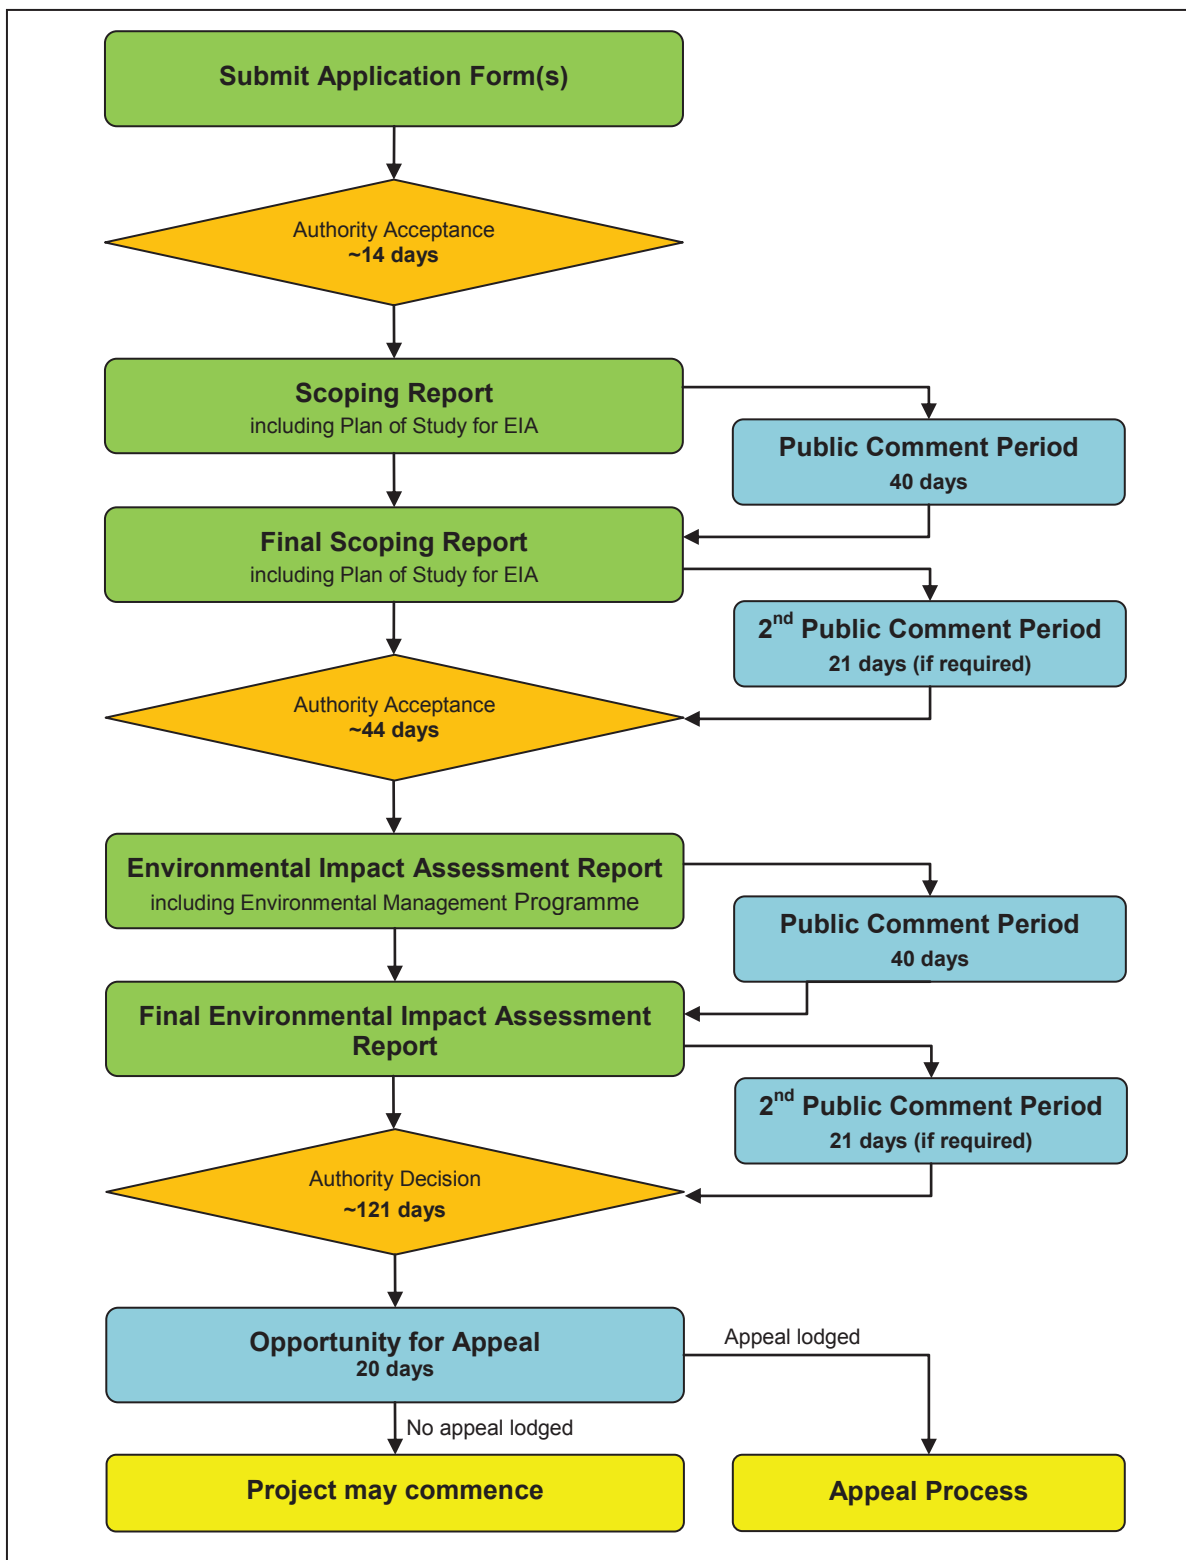 Submit Application Form(s)
Authority Acceptance
~14 days
Scoping Report
including Plan of Study for EIA
Public Comment Period
40 days
Final Scoping Report
including Plan of Study for EIA
2nd Public Comment Period
21 days (if required)
Authority Acceptance
~44 days
Environmental Impact Assessment Report
including Environmental Management Programme
Public Comment Period
40 days
Final Environmental Impact Assessment
Report
2nd Public Comment Period
21 days (if required)
Authority Decision
~121 days
Opportunity for Appeal
20 days
Appeal lodged
No appeal lodged
Project may commence
Appeal Process